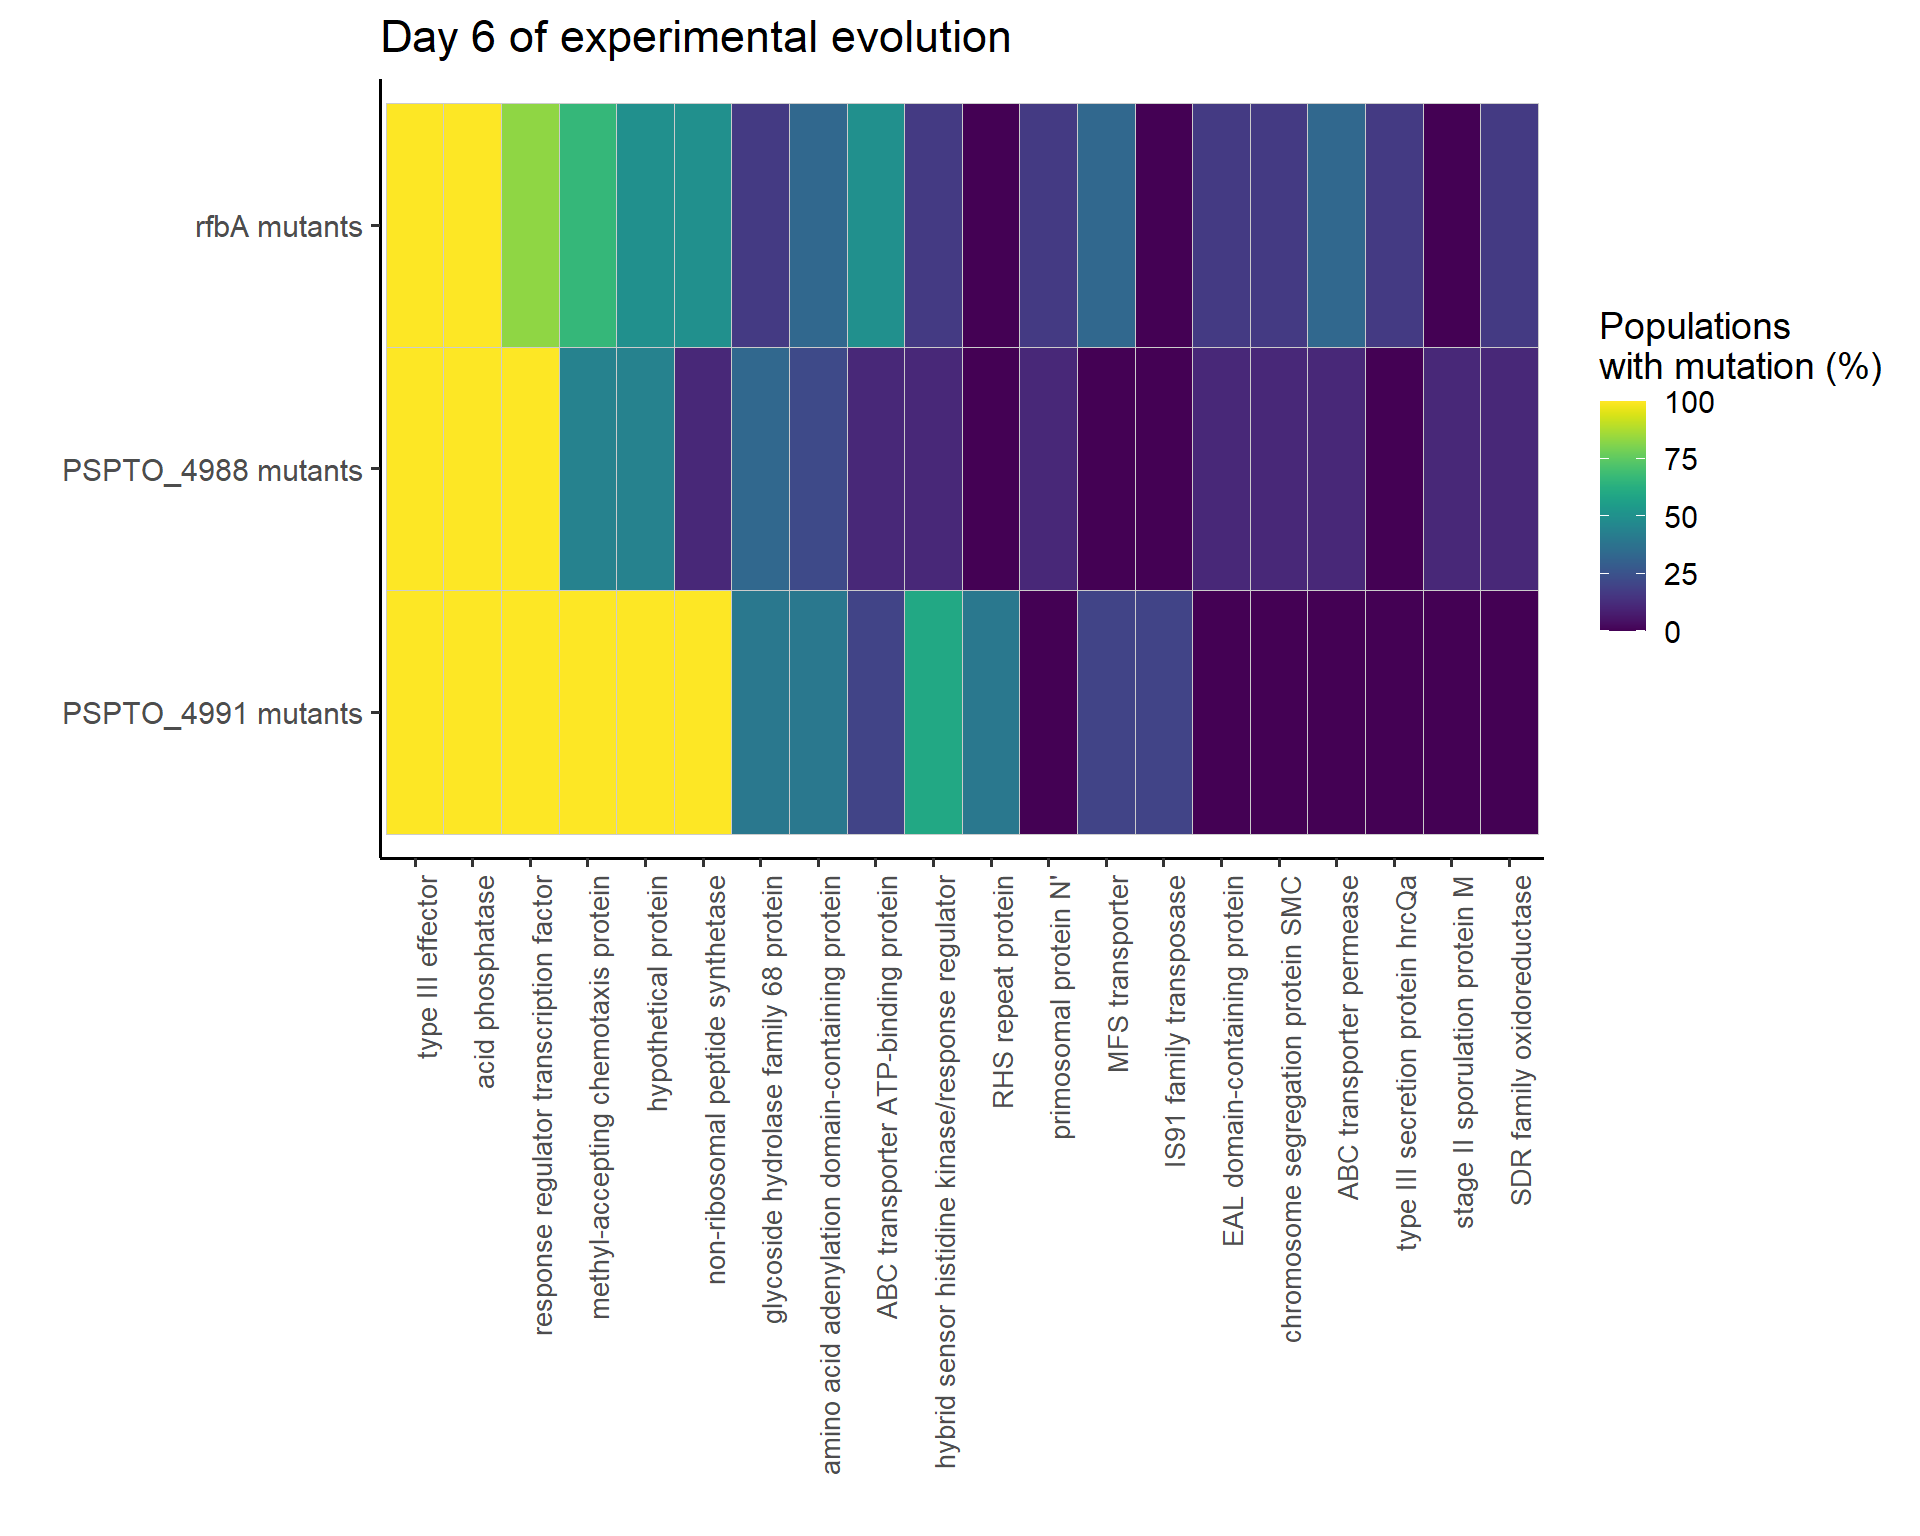 Day 6 of experimental evolution
rfbA mutants
PSPTO_4988 mutants
PSPTO_4991 mutants
Populations
with mutation (%)
100
75
50
25
0
type III effector
acid phosphatase
response regulator transcription factor
methyl-accepting chemotaxis protein
hypothetical protein
non-ribosomal peptide synthetase
glycoside hydrolase family 68 protein
amino acid adenylation domain-containing protein
ABC transporter ATP-binding protein
hybrid sensor histidine kinase/response regulator
RHS repeat protein
primosomal protein N'
MFS transporter
IS91 family transposase
EAL domain-containing protein
chromosome segregation protein SMC
ABC transporter permease
type III secretion protein hrcQa
stage II sporulation protein M
SDR family oxidoreductase